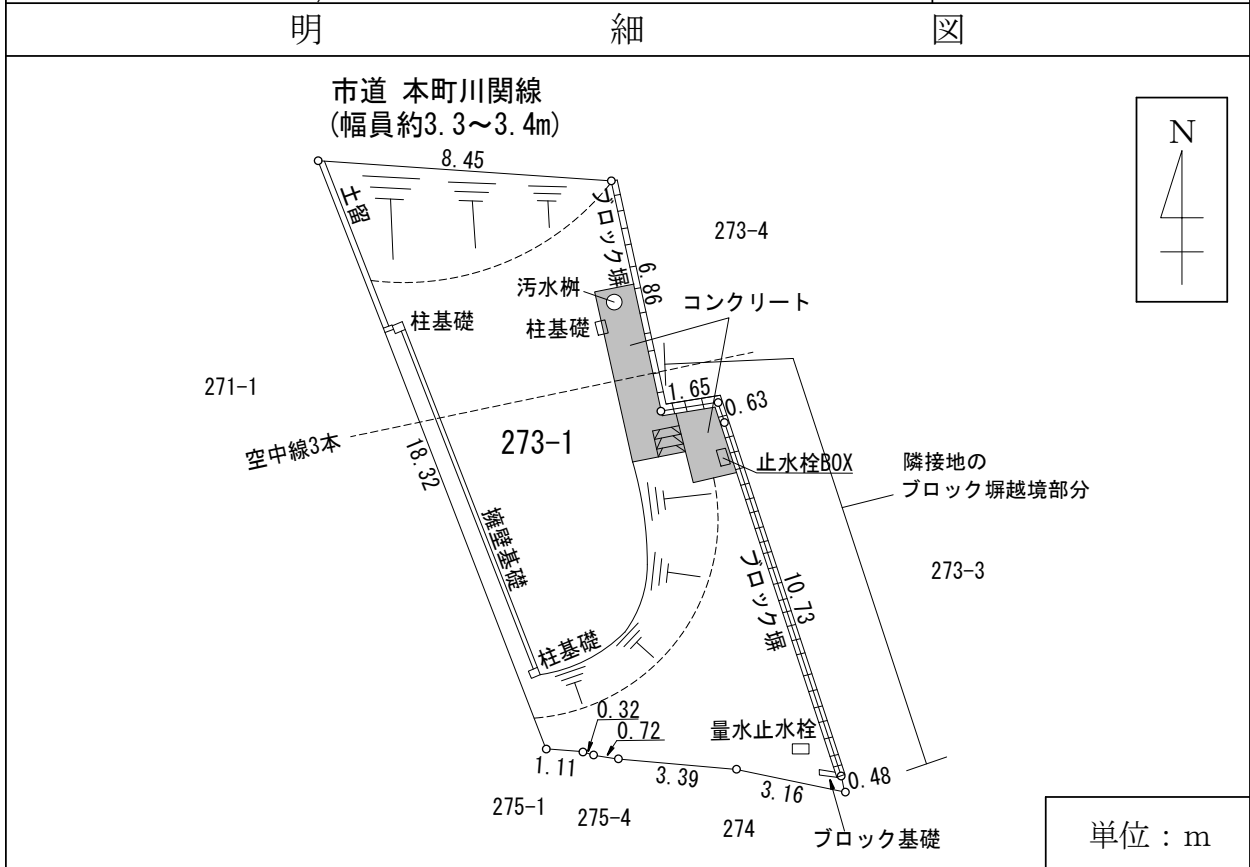 明細図
市道 本町川関線
(幅員約3.3～3.4m)
N
8.45
土留
ブロック塀
273-4
6.86
汚水桝
コンクリート
柱基礎
柱基礎
271-1
1.65
0.63
空中線3本
273-1
18.32
止水栓BOX
隣接地の
ブロック塀越境部分
擁壁基礎
ブロック塀
10.73
273-3
柱基礎
0.32
0.72
量水止水栓
1.11
3.39
3.16
0.48
275-1
275-4
274
ブロック基礎
単位：m